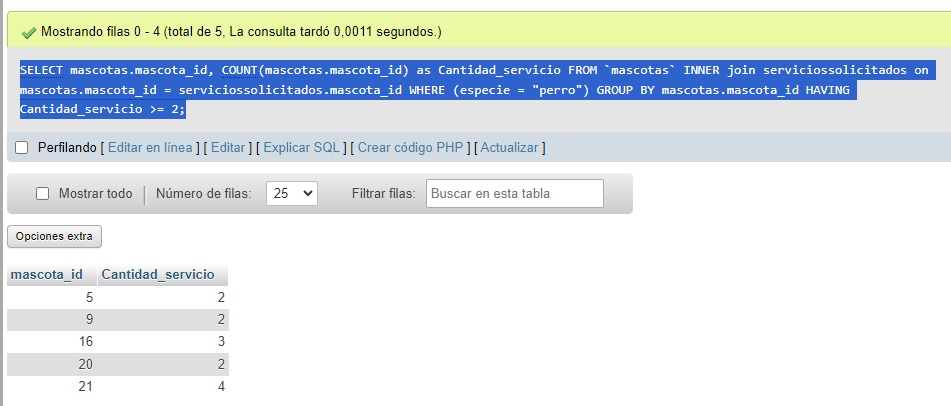 Mostrando filas 0 - 4 (total de 5, La consulta tardó 0,0011 segundos.)
SELECT mascotas.mascota_id, COUNT(mascotas.mascota_id) as Cantidad_servicio FROM `mascotas` INNER join serviciossolicitados on
mascotas.mascota_id = serviciossolicitados.mascota_id WHERE (especie = "perro") GROUP BY mascotas.mascota_id HAVING
Cantidad_servicio >= 2;
Perfilando [ Editar en línea ] [ Editar ] [ Explicar SQL ] [ Crear código PHP ] [ Actualizar ]
Mostrar todo | Número de filas: 25 Filtrar filas: Buscar en esta tabla
Opciones extra
mascota_id Cantidad_servicio
5 2
9 2
16 3
20 2
21 4